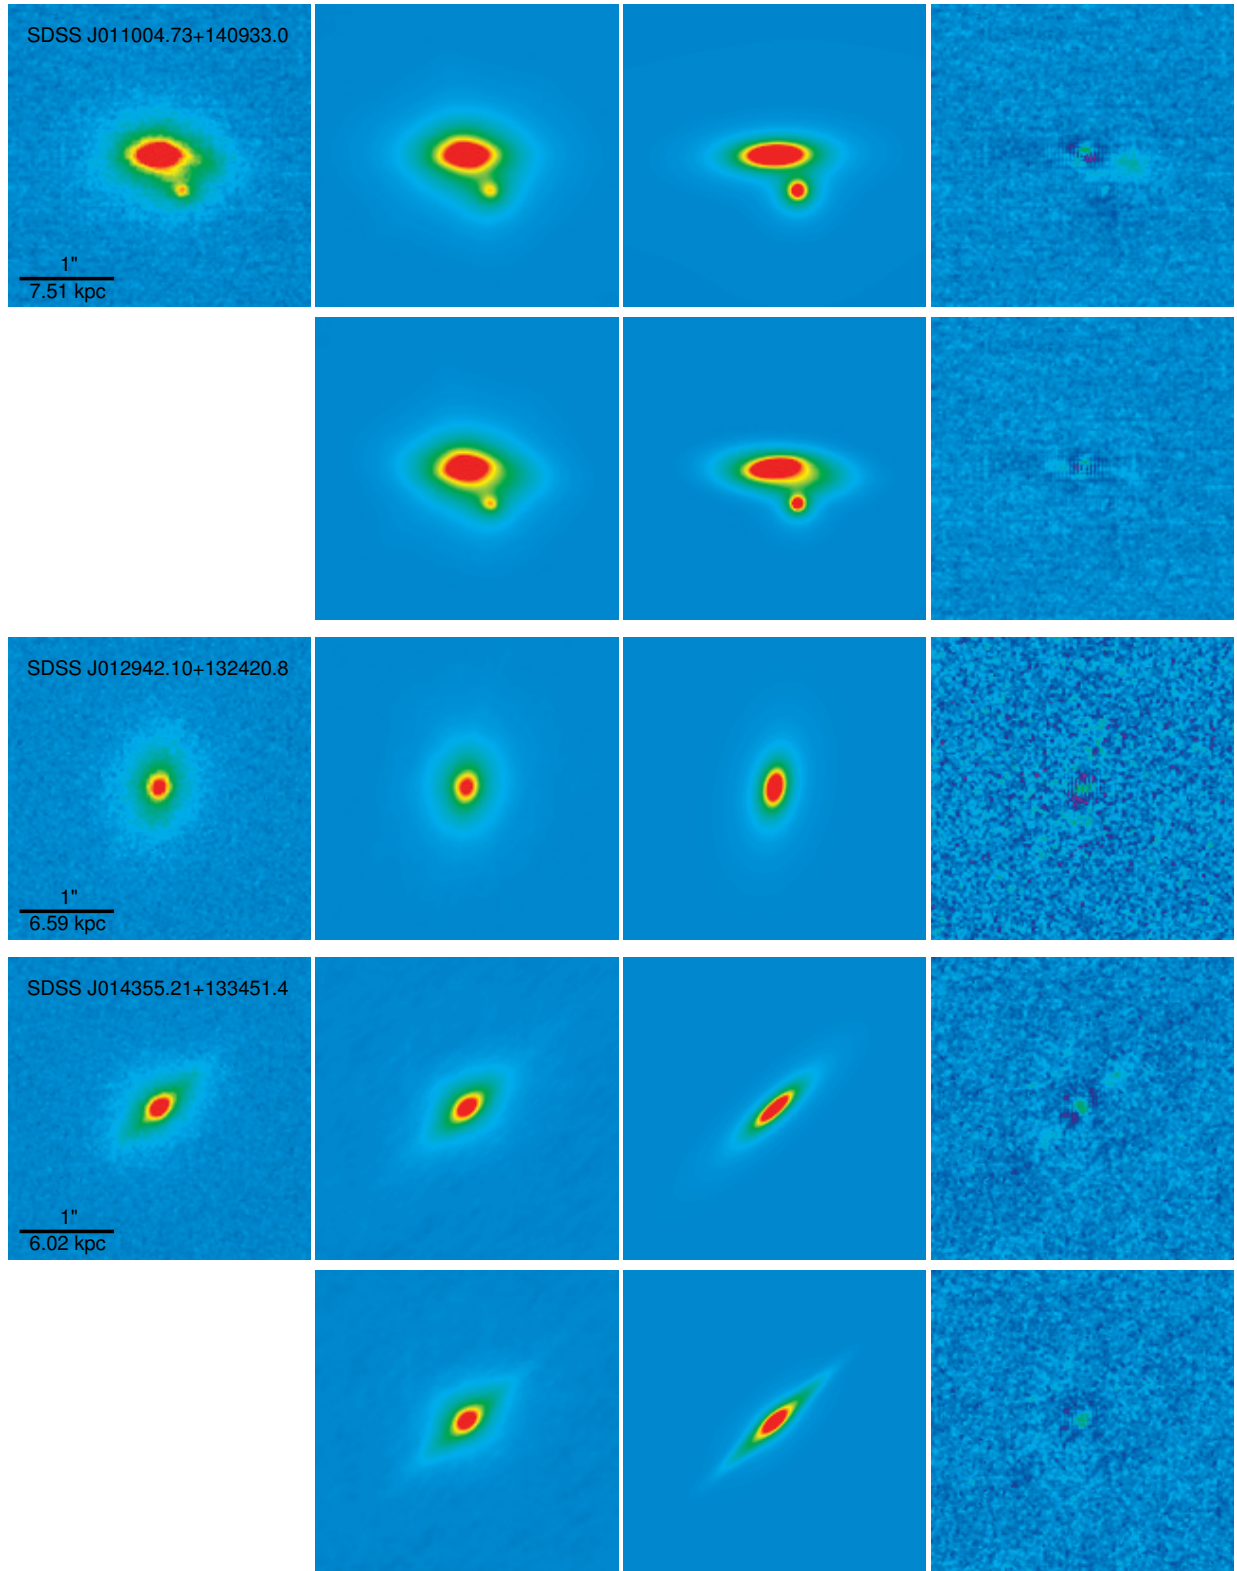 SDSS J011004.73+140933.0
1"
7.51 kpc
SDSS J012942.10+132420.8
1"
6.59 kpc
SDSS J014355.21+133451.4
1"
6.02 kpc